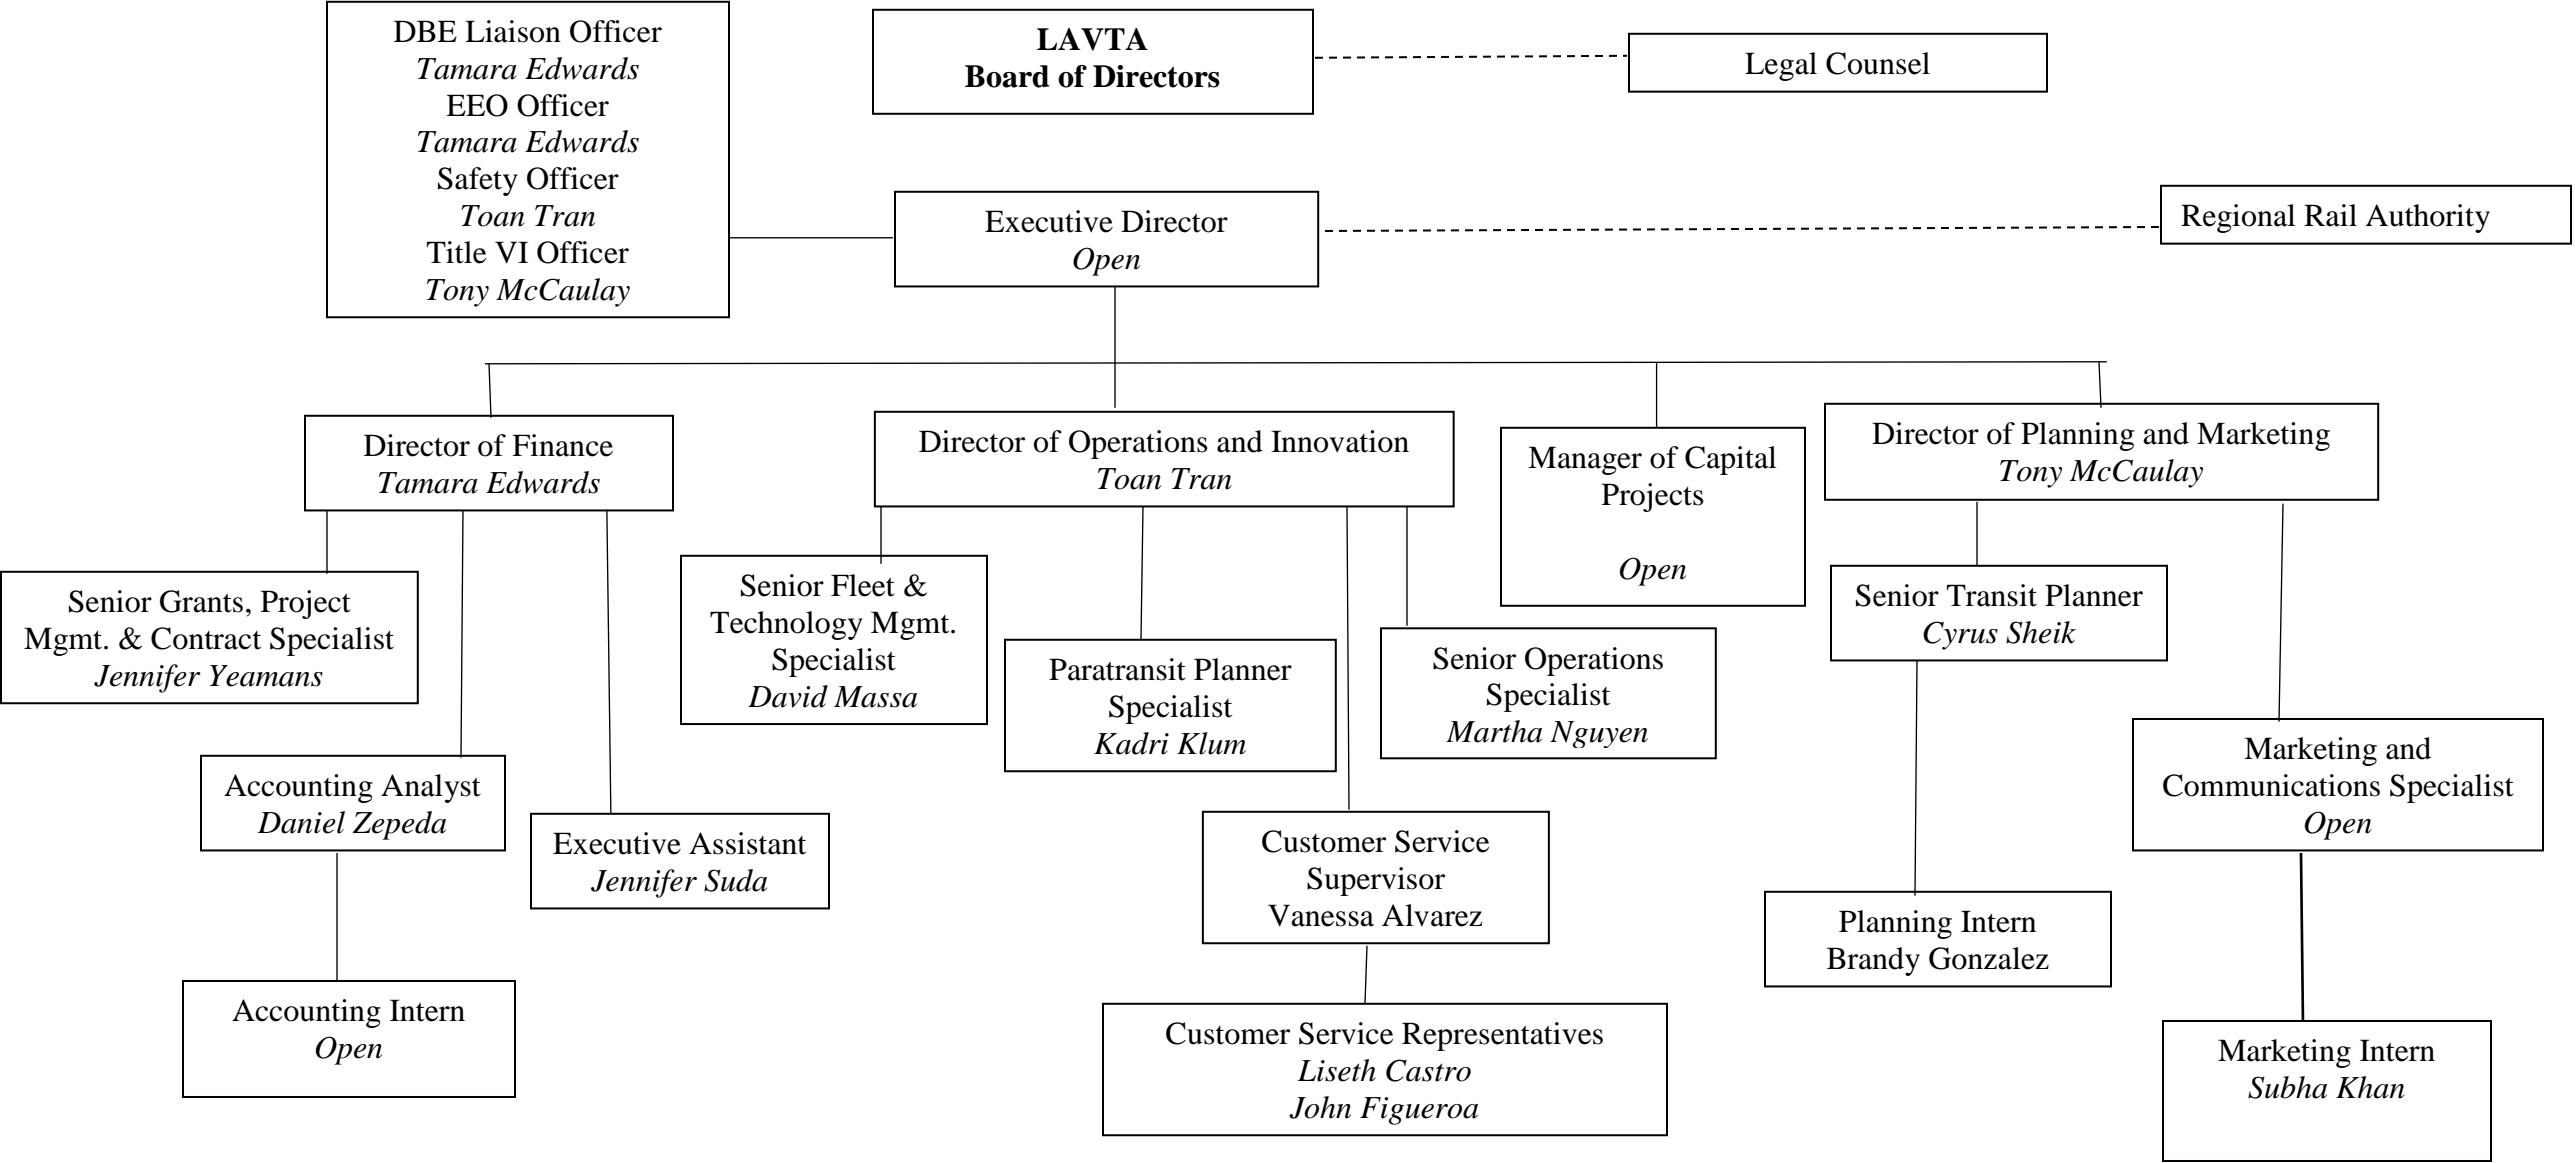 DBE Liaison Officer
Tamara Edwards
EEO Officer
Tamara Edwards
Safety Officer
Toan Tran
Title VI Officer
Tony McCaulay
LAVTA
Board of Directors
Legal Counsel
Executive Director
Open
Regional Rail Authority
Director of Finance
Tamara Edwards
Director of Operations and Innovation
Toan Tran
Manager of Capital
Projects
Open
Director of Planning and Marketing
Tony McCaulay
Senior Grants, Project
Mgmt. & Contract Specialist
Jennifer Yeamans
Senior Fleet &
Technology Mgmt.
Specialist
David Massa
Paratransit Planner
Specialist
Kadri Klum
Senior Operations
Specialist
Martha Nguyen
Senior Transit Planner
Cyrus Sheik
Marketing and
Communications Specialist
Open
Accounting Analyst
Daniel Zepeda
Executive Assistant
Jennifer Suda
Customer Service
Supervisor
Vanessa Alvarez
Planning Intern
Brandy Gonzalez
Accounting Intern
Open
Customer Service Representatives
Liseth Castro
John Figueroa
Marketing Intern
Subha Khan